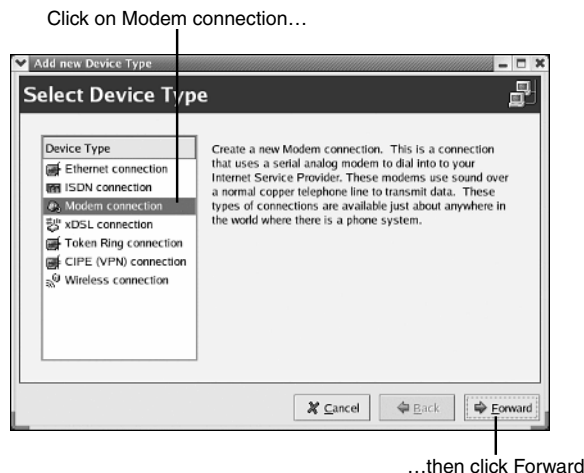 Click on Modem connection…
Add new Device Type
Select Device Type
Device Type
Ethernet connection
ISDN connection
Modem connection
xDSL connection
Token Ring connection
CIPE (VPN) connection
Wireless connection
Create a new Modem connection. This is a connection
that uses a serial analog modem to dial into to your
Internet Service Provider. These modems use sound over
a normal copper telephone line to transmit data. These
types of connections are available just about anywhere in
the world where there is a phone system.
Cancel
Back
Forward
…then click Forward